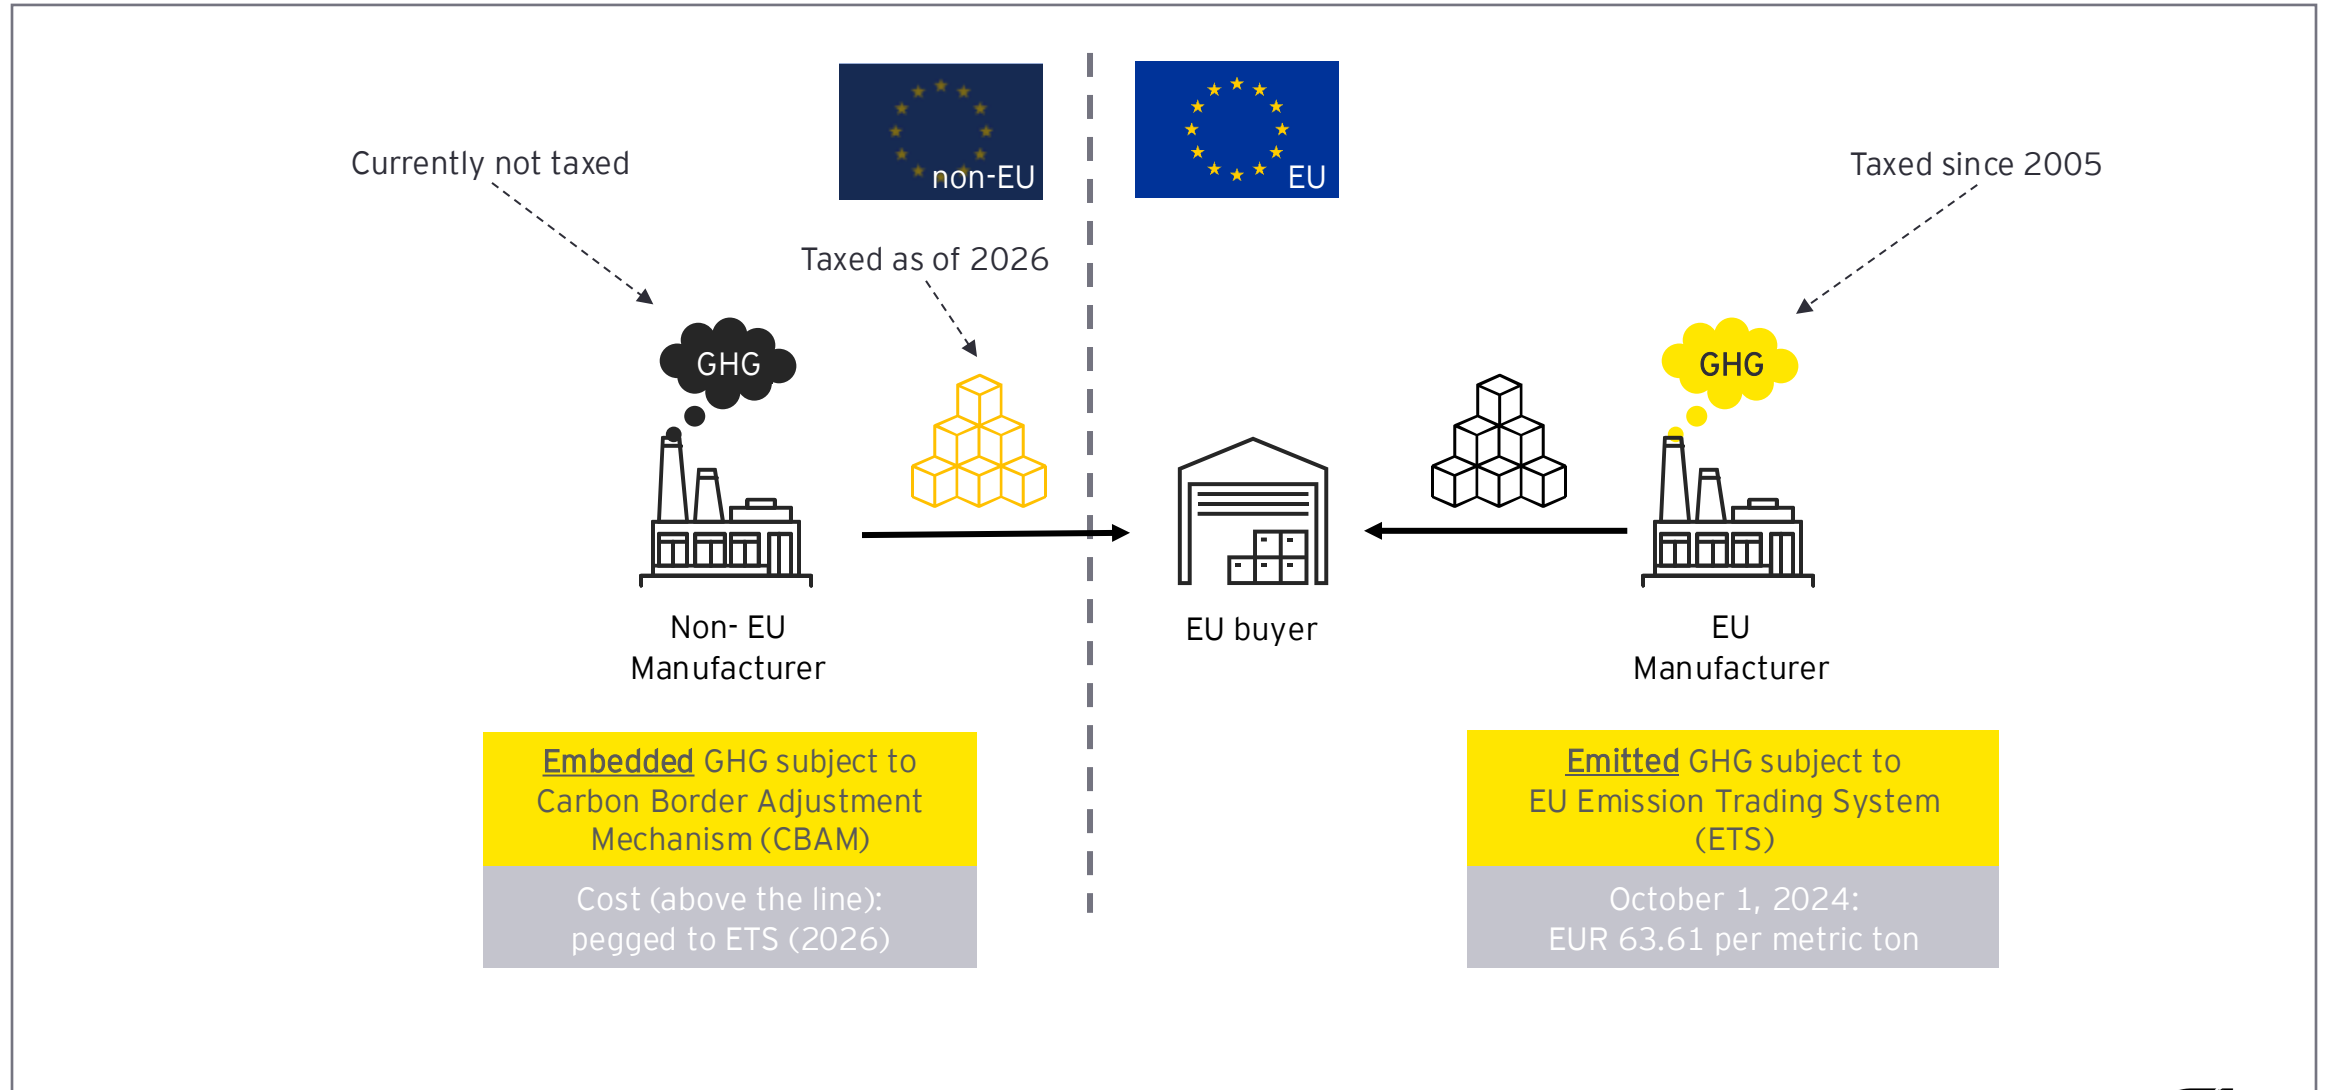 non-EU
EU
Currently not taxed
Taxed since 2005
Taxed as of 2026
GHG
GHG
Non- EU
Manufacturer
EU buyer
EU
Manufacturer
Embedded GHG subject to
Carbon Border Adjustment
Mechanism (CBAM)
Cost (above the line):
pegged to ETS (2026)
Emitted GHG subject to
EU Emission Trading System
(ETS)
October 1, 2024:
EUR 63.61 per metric ton